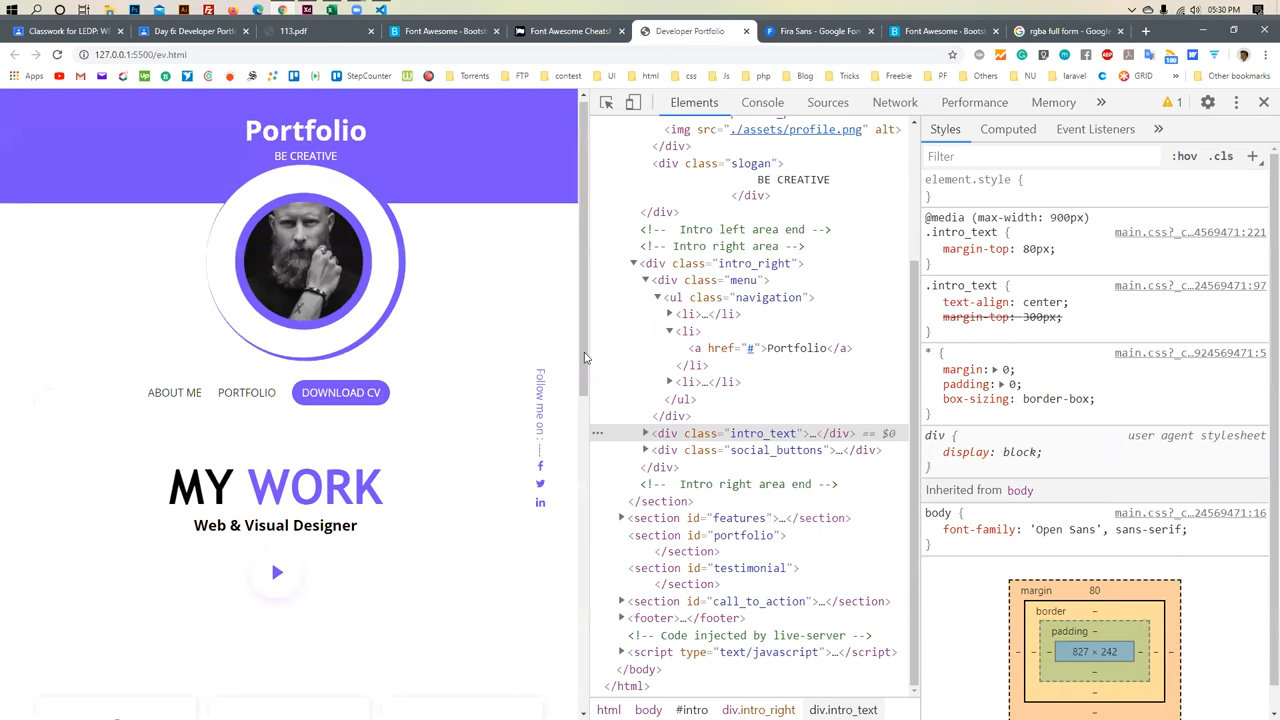 05:30 PM
Classwork for LEDP: W
Day 6: Developer Portf
113.pdf
Font Awesome - Bootst
Font Awesome Cheatsh
Developer Portfolio
Fira Sans - Google Fon
Font Awesome - Bootst
rgba full form - Google
127.0.0.1:5500/ev.html
Apps
StepCounter
Torrents
FTP
contest
UI
html
css
Js
php
Blog
Tricks
Freebie
PF
Others
NU
laravel
GRID
»
Other bookmarks
Portfolio
BE CREATIVE
ABOUT ME PORTFOLIO DOWNLOAD CV
Follow me on : ----
MY WORK
Web & Visual Designer
Elements Console Sources Network Performance Memory » 1
<img src="./assets/profile.png" alt>
</div>
<div class="slogan">
BE CREATIVE
</div>
</div>
<!-- Intro left area end -->
<!-- Intro right area -->
<div class="intro_right">
<div class="menu">
<ul class="navigation">
<li>…</li>
<li>
<a href="#">Portfolio</a>
</li>
<li>…</li>
</ul>
</div>
<div class="intro_text">…</div> == $0
<div class="social_buttons">…</div>
</div>
<!-- Intro right area end -->
</section>
<section id="features">…</section>
<section id="portfolio">
</section>
<section id="testimonial">
</section>
<section id="call_to_action">…</section>
<footer>…</footer>
<!-- Code injected by live-server -->
<script type="text/javascript">…</script>
</body>
</html>
html body #intro div.intro_right div.intro_text
Styles Computed Event Listeners »
Filter :hov .cls +
element.style {
}
@media (max-width: 900px)
.intro_text { main.css?_c…4569471:221
margin-top: 80px;
}
.intro_text { main.css?_c…24569471:97
text-align: center;
margin-top: 300px;
}
* { main.css?_c…924569471:5
margin: 0;
padding: 0;
box-sizing: border-box;
}
div { user agent stylesheet
display: block;
}
Inherited from body
body { main.css?_c…24569471:16
font-family: 'Open Sans', sans-serif;
}
margin 80
border –
padding –
827 × 242